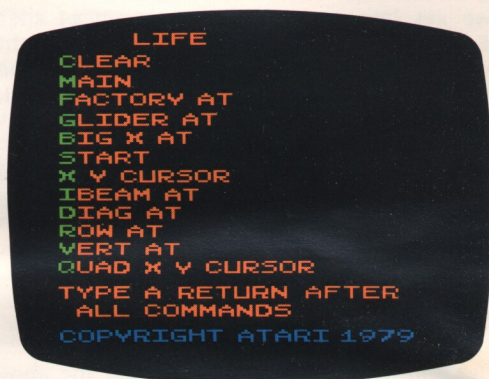 LIFE
CLEAR
MAIN
FACTORY AT
GLIDER AT
BIG X AT
START
X Y CURSOR
IBEAM AT
DIAG AT
ROW AT
VERT AT
QUAD X Y CURSOR
TYPE A RETURN AFTER
ALL COMMANDS
COPYRIGHT ATARI 1979